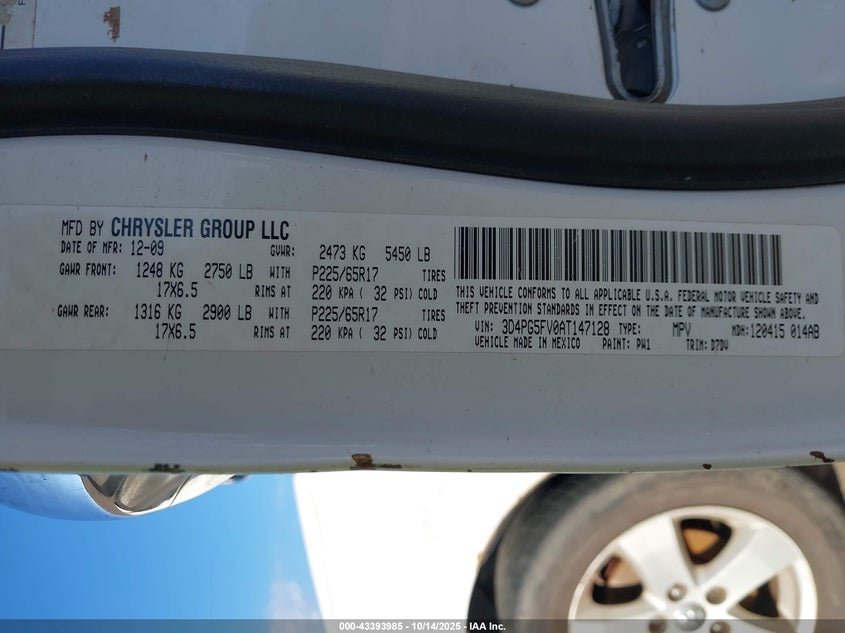 MFD BY CHRYSLER GROUP LLC
DATE OF MFR: 12-09 GVWR: 2473 KG 5450 LB
GAWR FRONT: 1248 KG 2750 LB WITH P225/65R17 TIRES
17X6.5 RIMS AT 220 KPA ( 32 PSI) COLD
GAWR REAR: 1316 KG 2900 LB WITH P225/65R17 TIRES
17X6.5 RIMS AT 220 KPA ( 32 PSI) COLD
THIS VEHICLE CONFORMS TO ALL APPLICABLE U.S.A. FEDERAL MOTOR VEHICLE SAFETY AND
THEFT PREVENTION STANDARDS IN EFFECT ON THE DATE OF MANUFACTURE SHOWN ABOVE.
VIN: 3D4PG5FV0AT147128 TYPE: MPV MDH:120415 014AB
VEHICLE MADE IN MEXICO PAINT: PW1 TRIM: D7DV
000-43393985 - 10/14/2025 - IAA Inc.